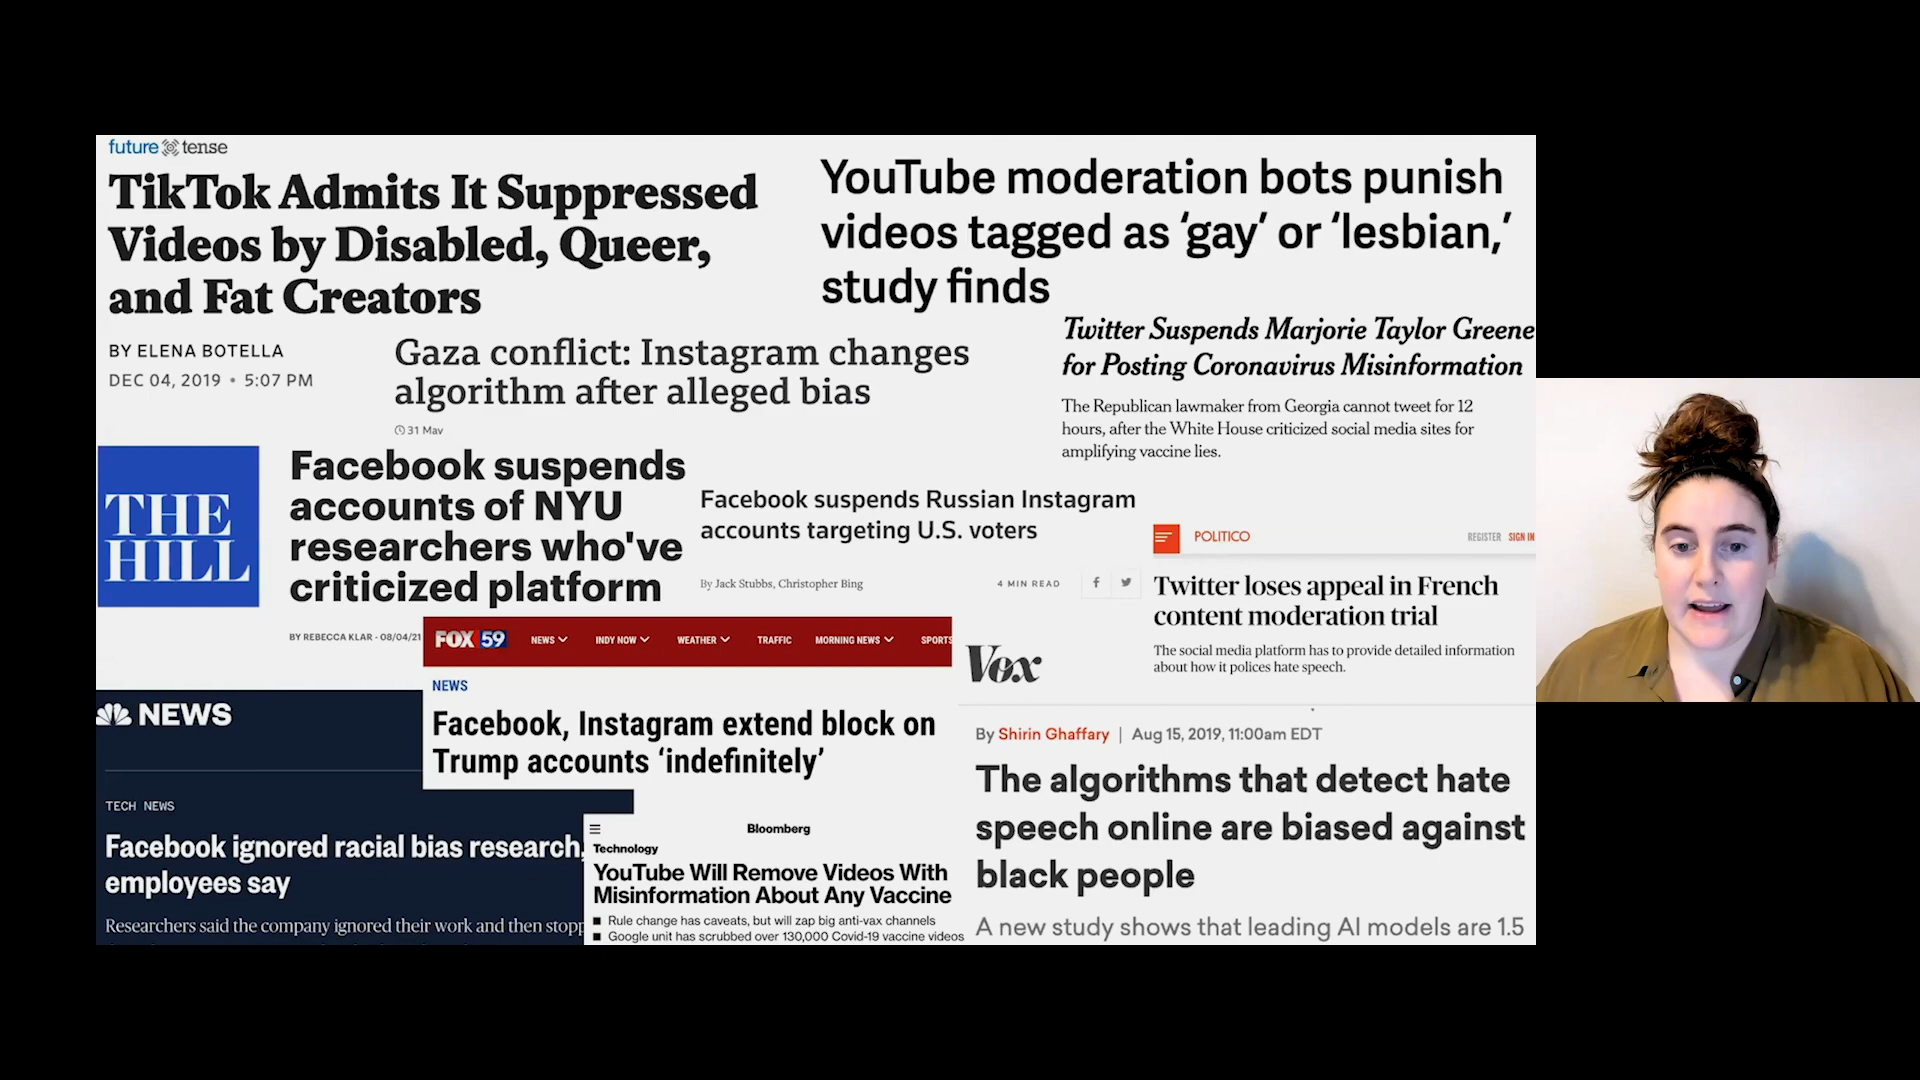 future tense
TikTok Admits It Suppressed
Videos by Disabled, Queer,
and Fat Creators
BY ELENA BOTELLA
DEC 04, 2019 • 5:07 PM
YouTube moderation bots punish
videos tagged as ‘gay’ or ‘lesbian,’
study finds
Gaza conflict: Instagram changes
algorithm after alleged bias
31 May
Twitter Suspends Marjorie Taylor Greene
for Posting Coronavirus Misinformation
The Republican lawmaker from Georgia cannot tweet for 12
hours, after the White House criticized social media sites for
amplifying vaccine lies.
THE
HILL
Facebook suspends
accounts of NYU
researchers who've
criticized platform
BY REBECCA KLAR - 08/04/21
Facebook suspends Russian Instagram
accounts targeting U.S. voters
By Jack Stubbs, Christopher Bing
4 MIN READ
POLITICO
REGISTER SIGN IN
Twitter loses appeal in French
content moderation trial
The social media platform has to provide detailed information
about how it polices hate speech.
FOX 59
NEWS INDY NOW WEATHER TRAFFIC MORNING NEWS SPORTS
NEWS
Facebook, Instagram extend block on
Trump accounts ‘indefinitely’
Vox
By Shirin Ghaffary | Aug 15, 2019, 11:00am EDT
The algorithms that detect hate
speech online are biased against
black people
A new study shows that leading AI models are 1.5
NEWS
TECH NEWS
Facebook ignored racial bias research,
employees say
Researchers said the company ignored their work and then stopp
Bloomberg
Technology
YouTube Will Remove Videos With
Misinformation About Any Vaccine
Rule change has caveats, but will zap big anti-vax channels
Google unit has scrubbed over 130,000 Covid-19 vaccine videos